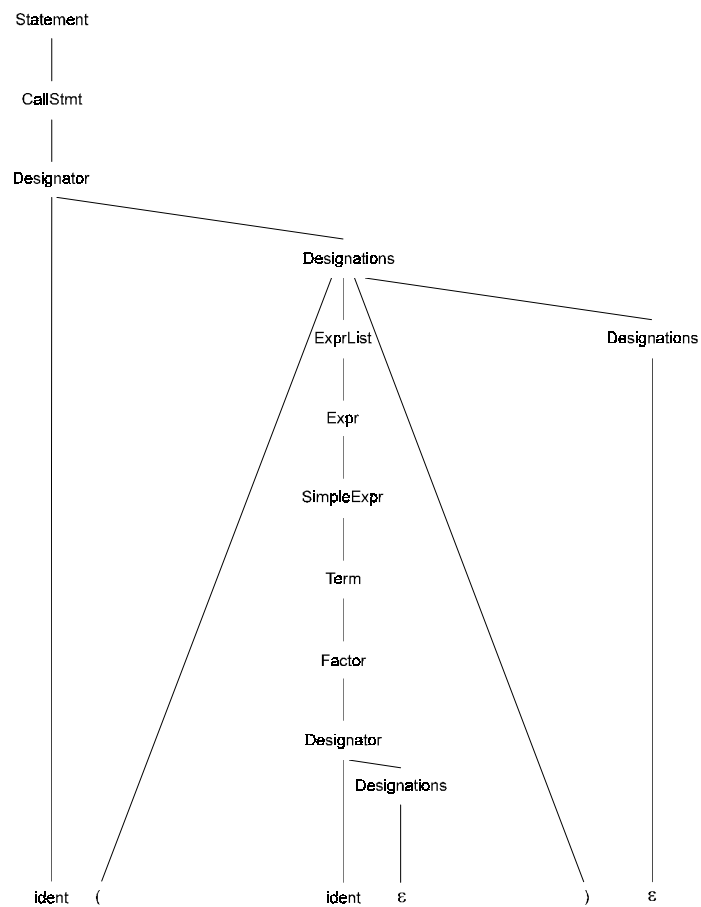 Statement
CallStmt
Designator
Designations
ExprList
Designations
Expr
SimpleExpr
Term
Factor
Designator
Designations
ident ( ident ε ) ε